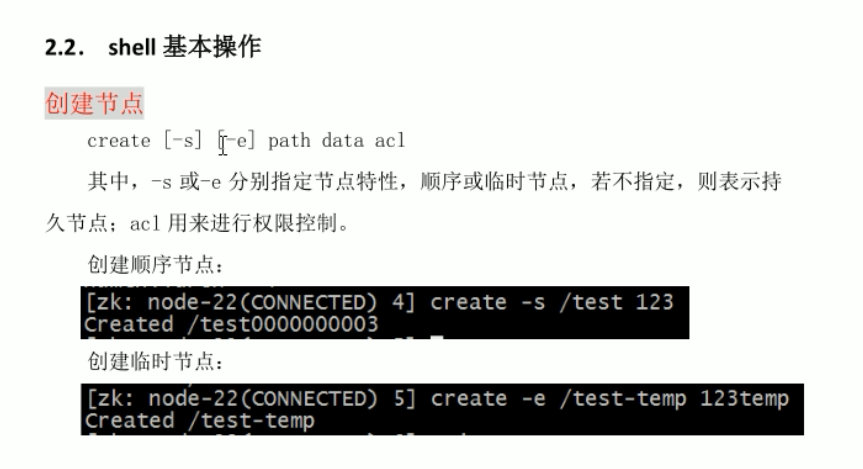 2.2. shell 基本操作
创建节点
create [-s] [-e] path data acl
其中，-s 或-e 分别指定节点特性，顺序或临时节点，若不指定，则表示持
久节点；acl 用来进行权限控制。
创建顺序节点：
[zk: node-22(CONNECTED) 4] create -s /test 123
Created /test0000000003
创建临时节点：
[zk: node-22(CONNECTED) 5] create -e /test-temp 123temp
Created /test-temp